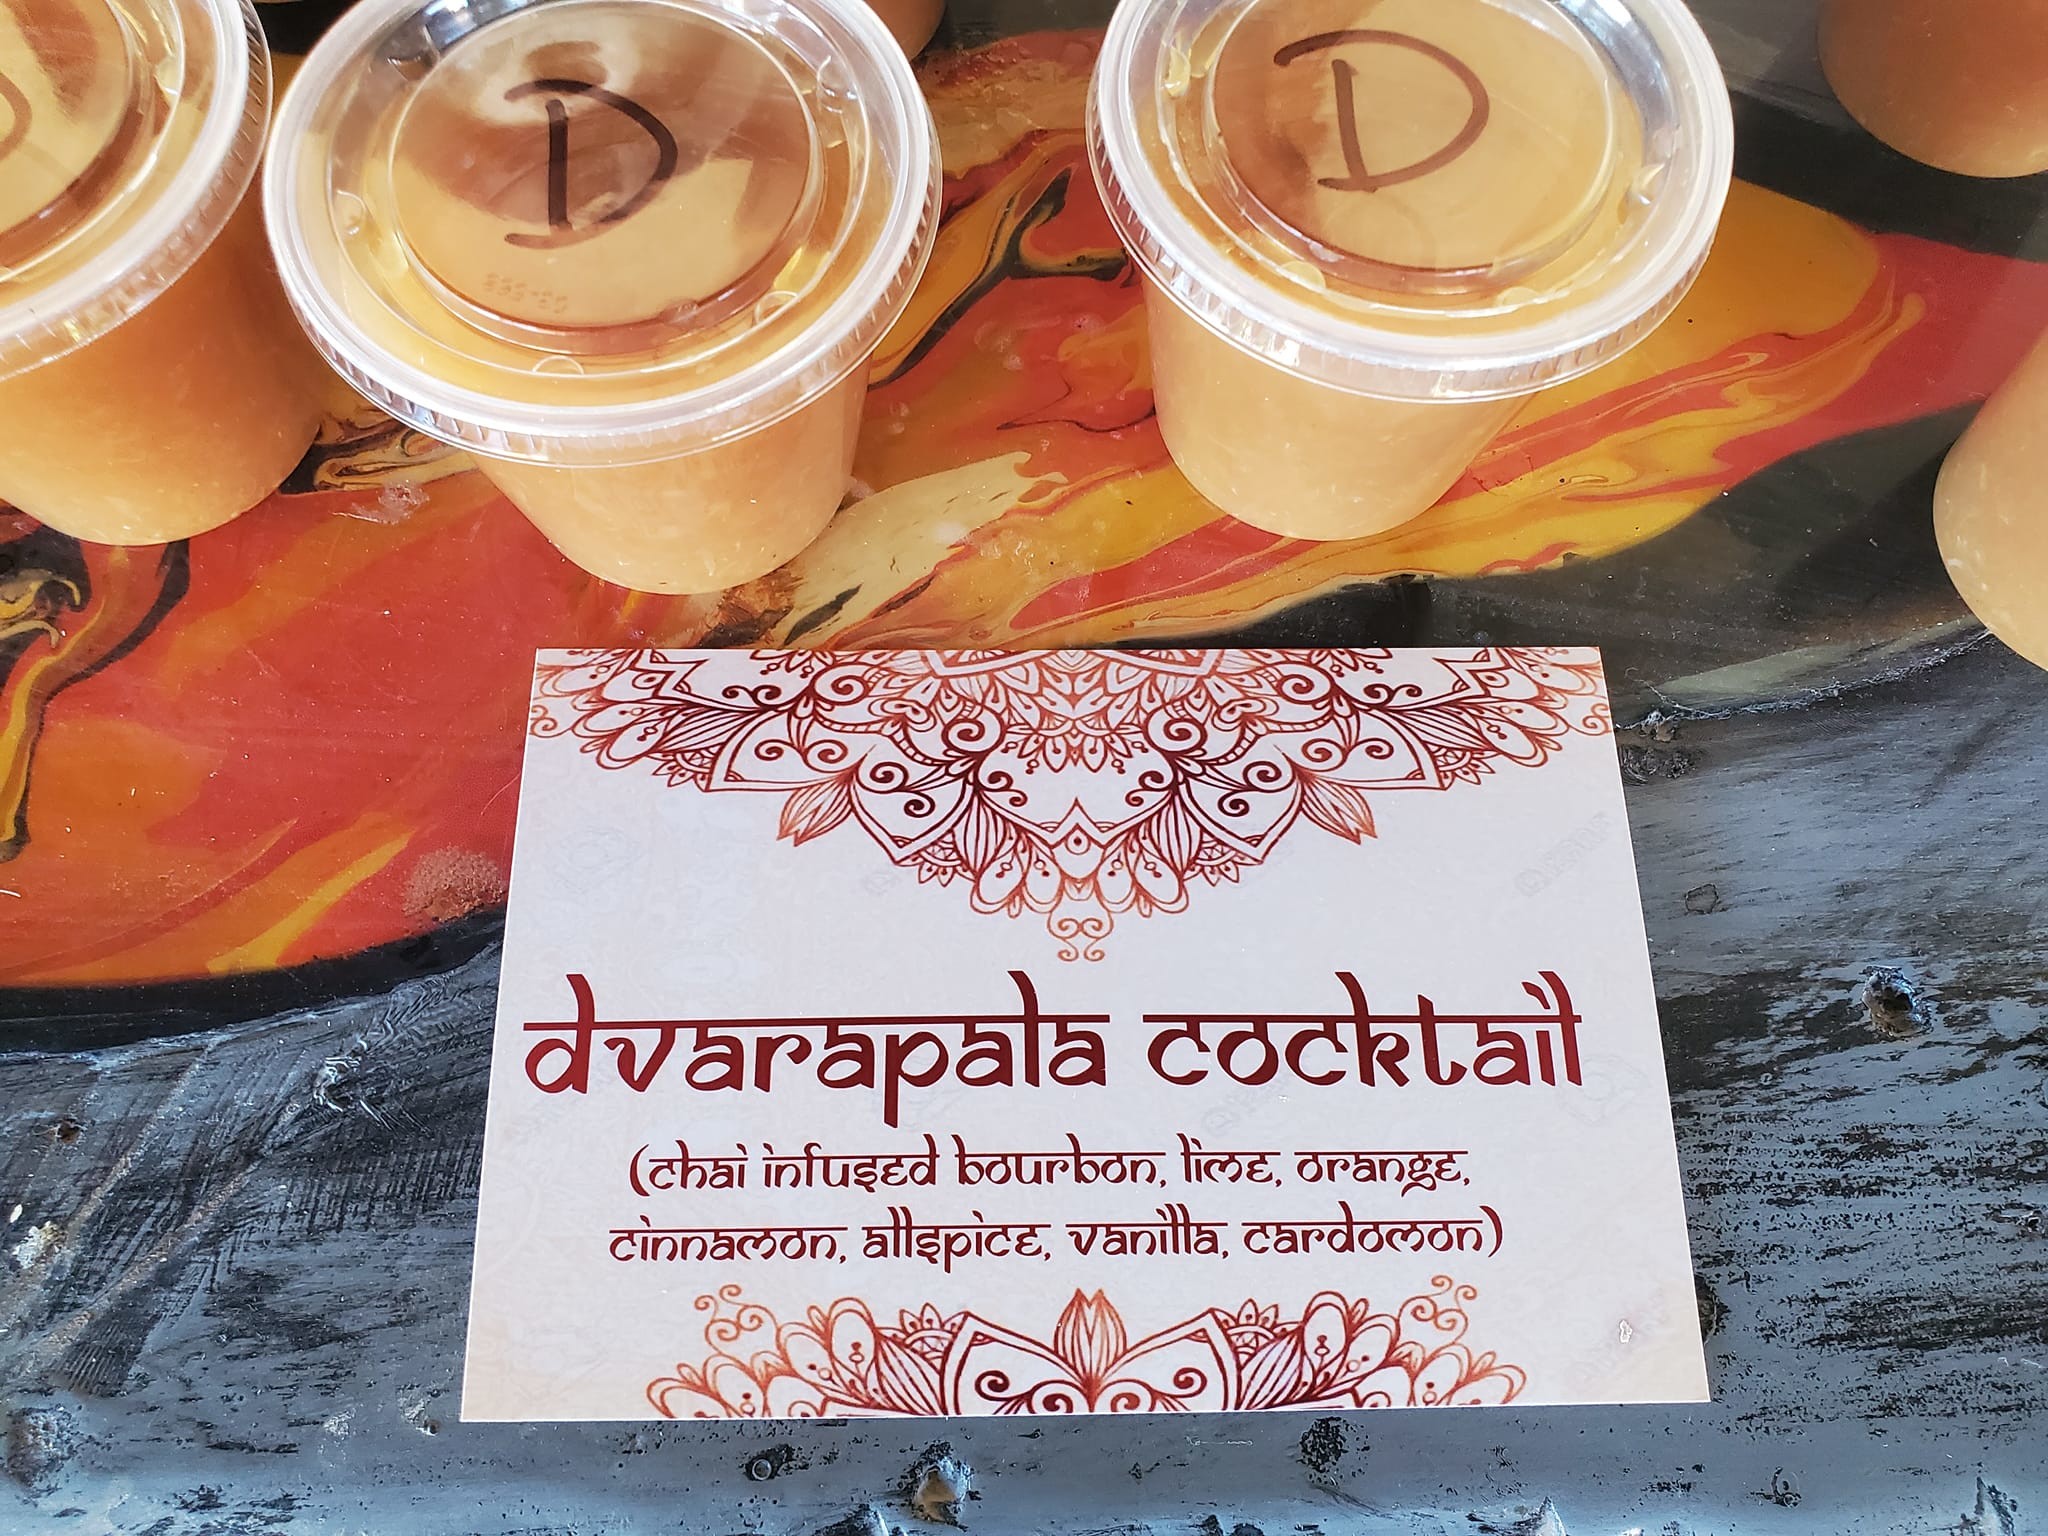 D
D
DVARAPALA COCKTAIL
(CHAI INFUSED BOURBON, LIME, ORANGE,
CINNAMON, ALLSPICE, VANILLA, CARDOMON)